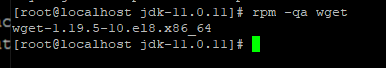 [root@localhost jdk-11.0.11]# rpm -qa wget
wget-1.19.5-10.el8.x86_64
[root@localhost jdk-11.0.11]#